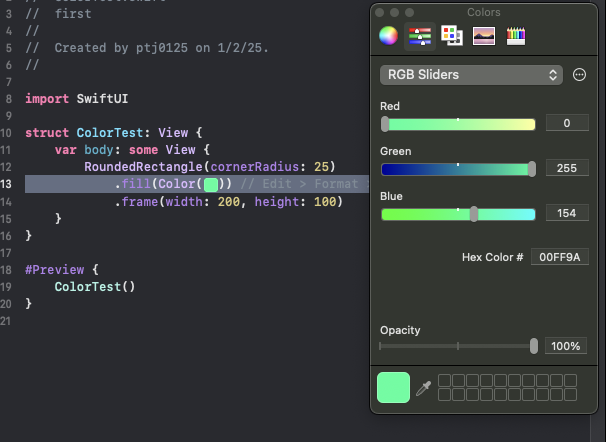 //  first
//
//  Created by ptj0125 on 1/2/25.
//
import SwiftUI
struct ColorTest: View {
var body: some View {
RoundedRectangle(cornerRadius: 25)
.fill(Color( )) // Edit > Format >
.frame(width: 200, height: 100)
}
}
#Preview {
ColorTest()
}
3
4
5
6
7
8
9
10
11
12
13
14
15
16
17
18
19
20
21
Colors
RGB Sliders
Red
0
Green
255
Blue
154
Hex Color # 00FF9A
Opacity
100%